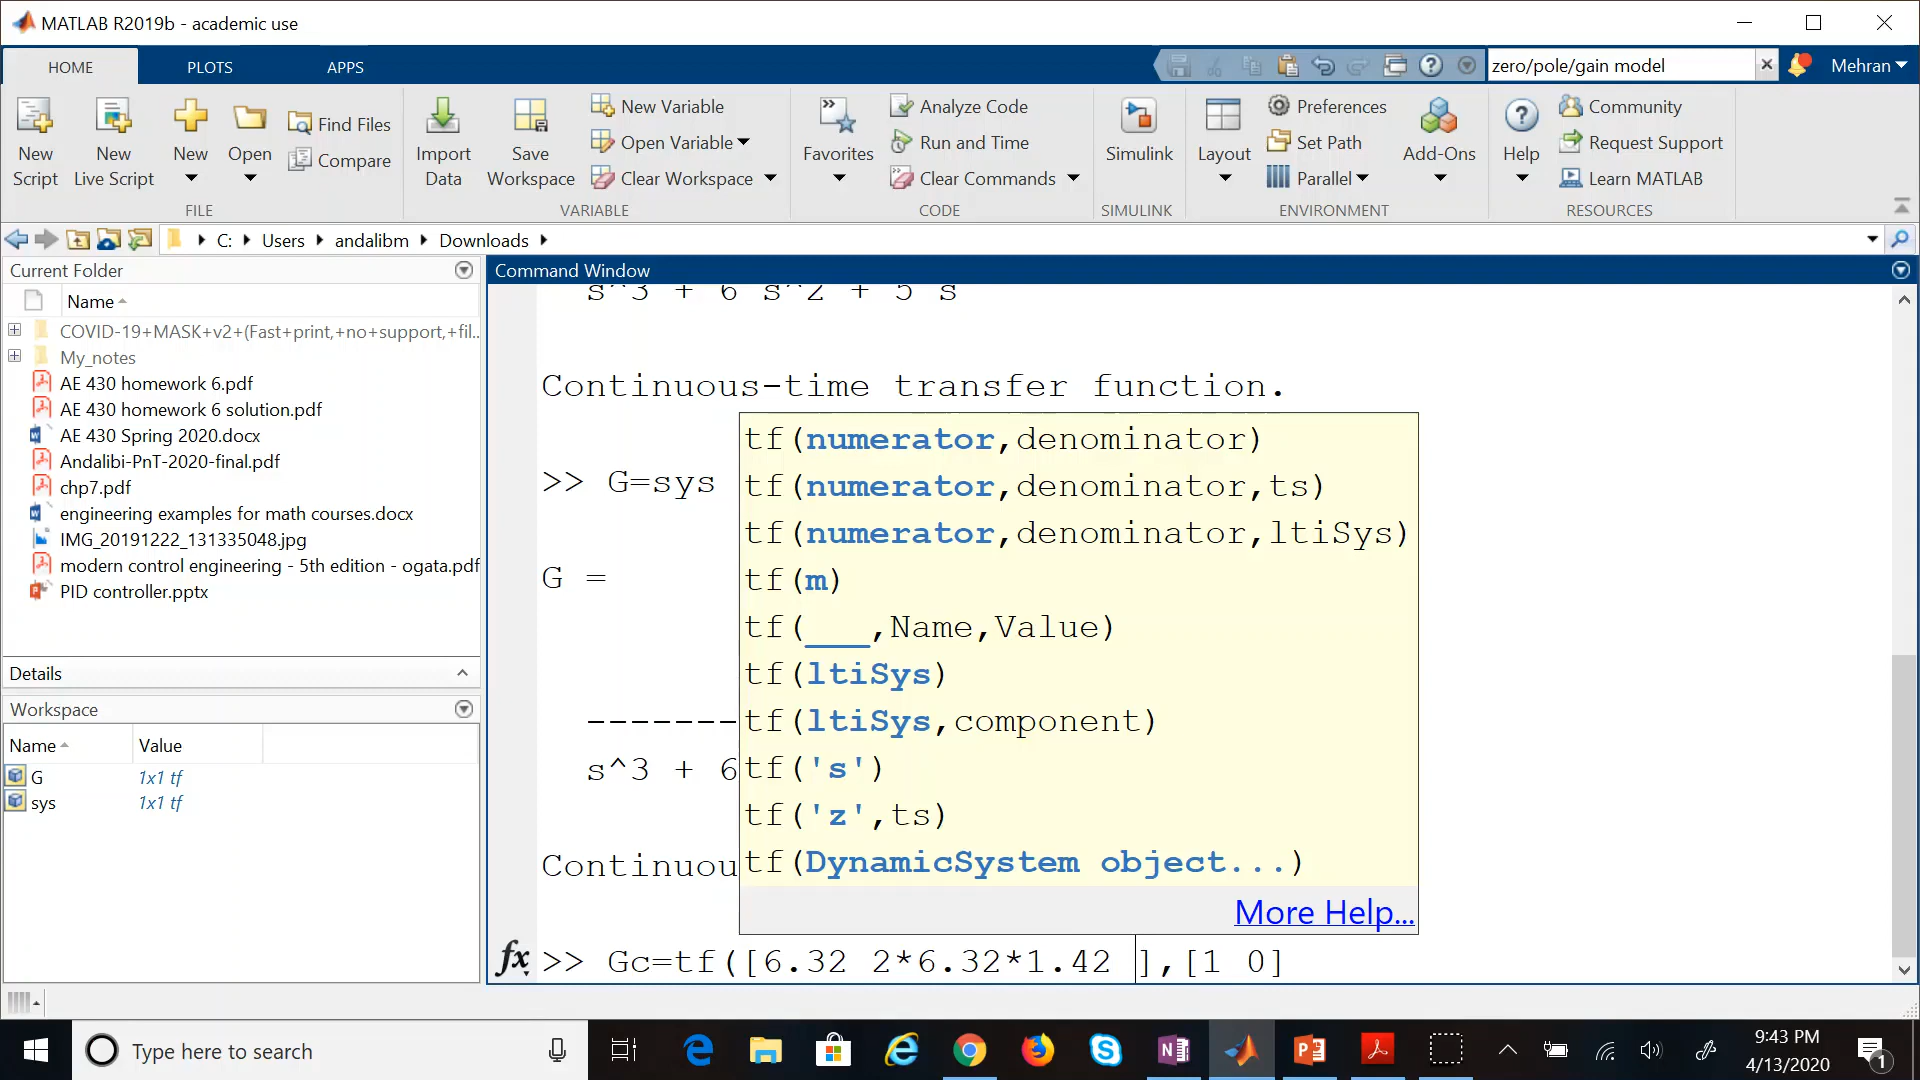 MATLAB R2019b - academic use
HOME PLOTS APPS
zero/pole/gain model
Mehran
New Script
New Live Script
New
Open
Find Files
Compare
FILE
Import Data
Save Workspace
New Variable
Open Variable
Clear Workspace
VARIABLE
Favorites
Analyze Code
Run and Time
Clear Commands
CODE
Simulink
SIMULINK
Layout
Preferences
Set Path
Parallel
Add-Ons
ENVIRONMENT
Help
Community
Request Support
Learn MATLAB
RESOURCES
C: Users andalibm Downloads
Current Folder
Name
COVID-19+MASK+v2+(Fast+print,+no+support,+fil...
My_notes
AE 430 homework 6.pdf
AE 430 homework 6 solution.pdf
AE 430 Spring 2020.docx
Andalibi-PnT-2020-final.pdf
chp7.pdf
engineering examples for math courses.docx
IMG_20191222_131335048.jpg
modern control engineering - 5th edition - ogata.pdf
PID controller.pptx
Details
Workspace
Name Value
G 1x1 tf
sys 1x1 tf
Command Window
s^3 + 6 s^2 + 5 s
Continuous-time transfer function.
>> G=sys
G =
-------
s^3 + 6
Continuou
tf(numerator,denominator)
tf(numerator,denominator,ts)
tf(numerator,denominator,ltiSys)
tf(m)
tf(___,Name,Value)
tf(ltiSys)
tf(ltiSys,component)
tf('s')
tf('z',ts)
tf(DynamicSystem object...)
More Help...
fx >> Gc=tf([6.32 2*6.32*1.42 ],[1 0]
Type here to search
9:43 PM
4/13/2020
1